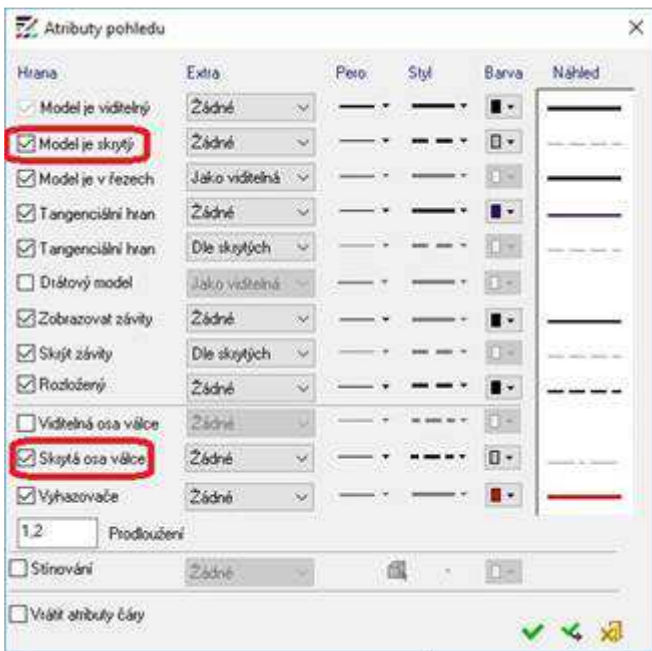 Atributy pohledu
Hrana Extra Pero Styl Barva Náhled
Model je viditelný Žádné
Model je skrytý Žádné
Model je v řezech Jako viditelná
Tangenciální hran Žádné
Tangenciální hran Dle skrytých
Drátový model Jako viditelná
Zobrazovat závity Žádné
Skrýt závity Dle skrytých
Rozložený Žádné
Viditelná osa válce Žádné
Skrytá osa válce Žádné
Vyhazovače Žádné
1,2 Prodloužení
Stínování Žádné
Vrátit atributy čáry